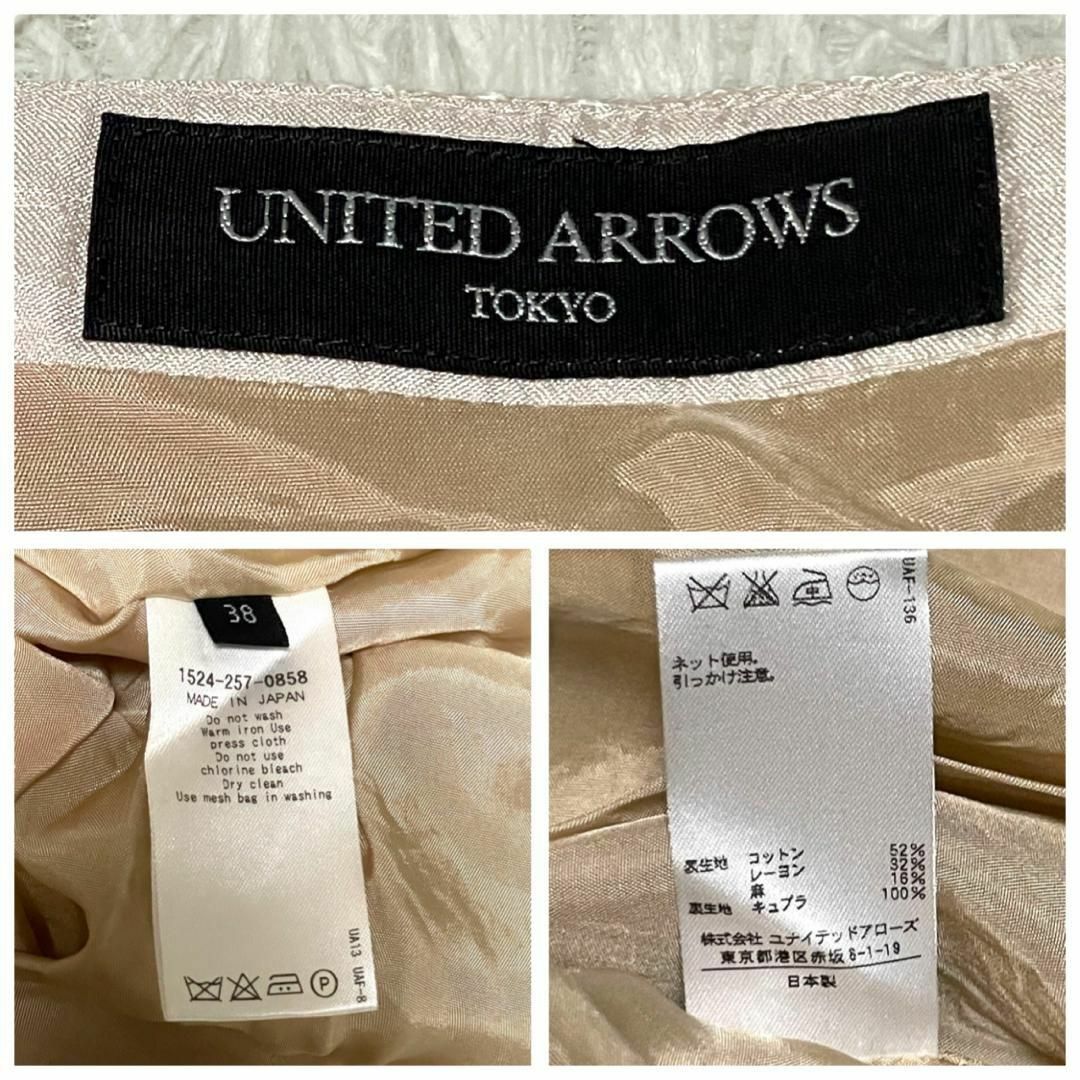 UNITED ARROWS
TOKYO
38
1524-257-0858
MADE IN JAPAN
Do not wash
Warm iron Use
press cloth
Do not use
chlorine bleach
Dry clean
Use mesh bag in washing
UA13 UAF-8
P
UAF-136
中
ネット使用。
引っかけ注意。
表生地 コットン 52%
レーヨン 32%
麻 16%
裏生地 キュプラ 100%
株式会社 ユナイテッドアローズ
東京都港区赤坂8-1-19
日本製